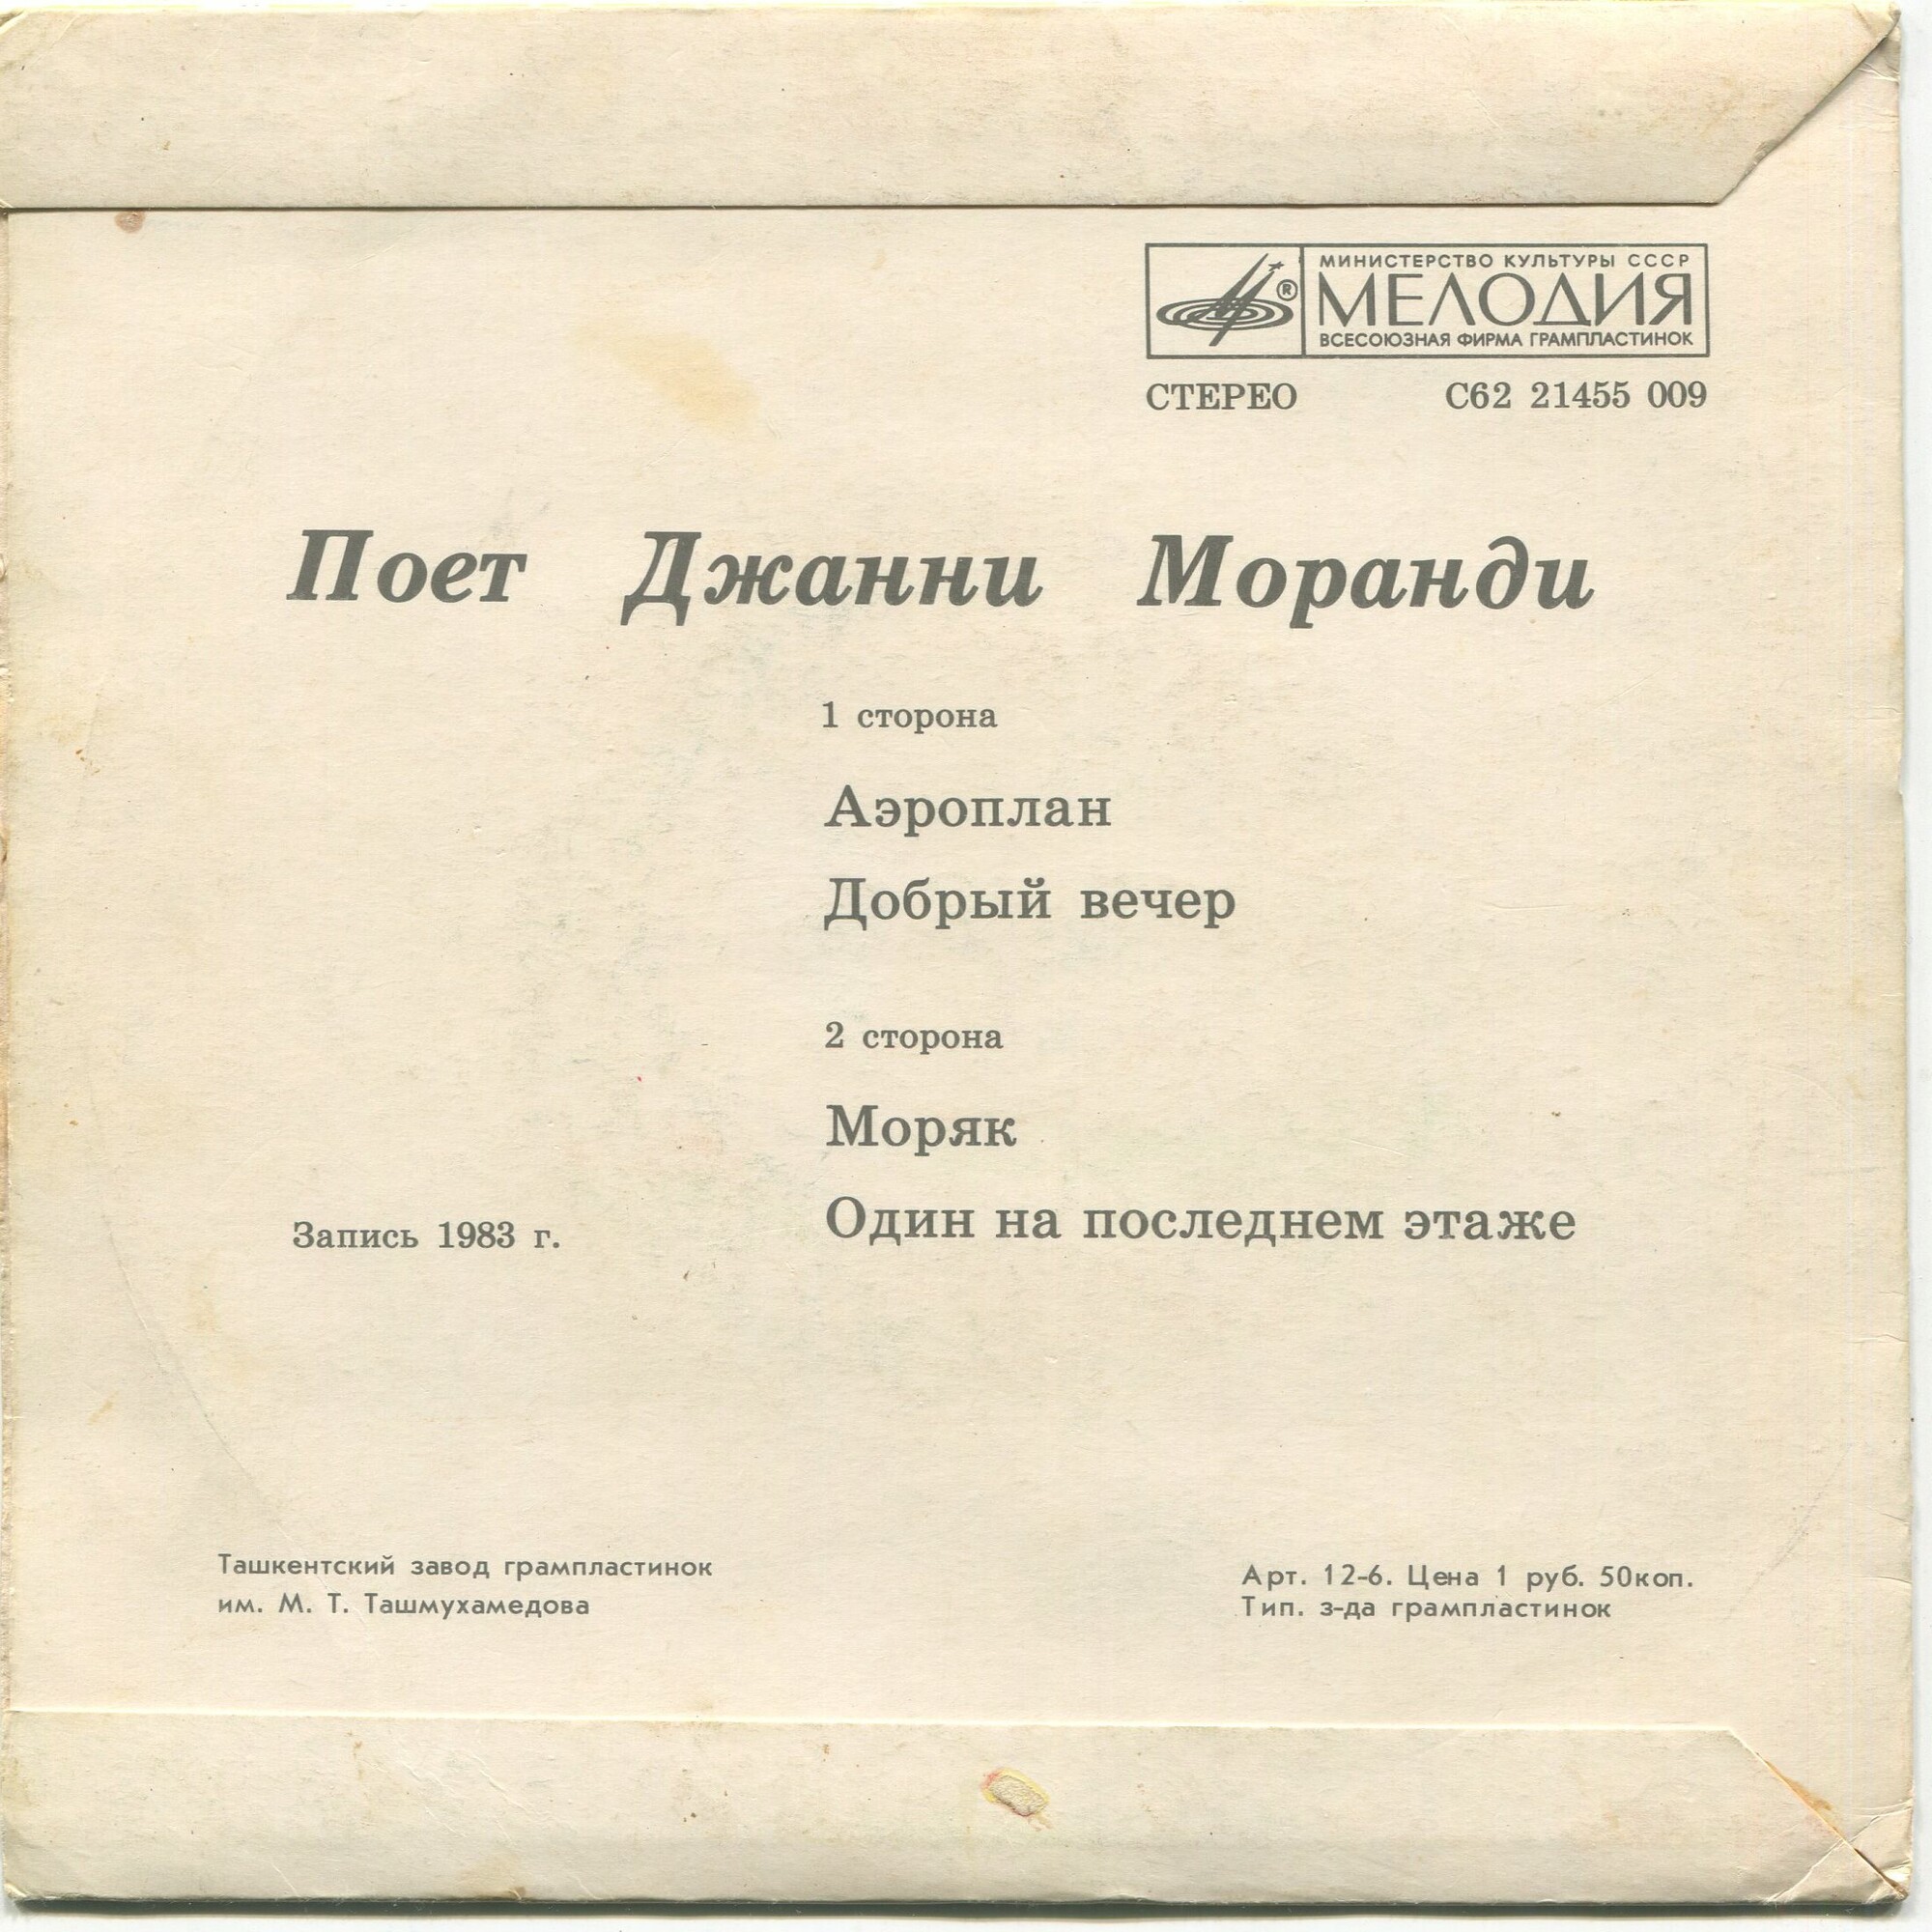 МИНИСТЕРСТВО КУЛЬТУРЫ СССР
МЕЛОДИЯ
ВСЕСОЮЗНАЯ ФИРМА ГРАМПЛАСТИНОК
СТЕРЕО С62 21455 009
Поет Джанни Моранди
1 сторона
Аэроплан
Добрый вечер
2 сторона
Моряк
Один на последнем этаже
Запись 1983 г.
Ташкентский завод грампластинок
им. М. Т. Ташмухамедова
Арт. 12-6. Цена 1 руб. 50коп.
Тип. з-да грампластинок